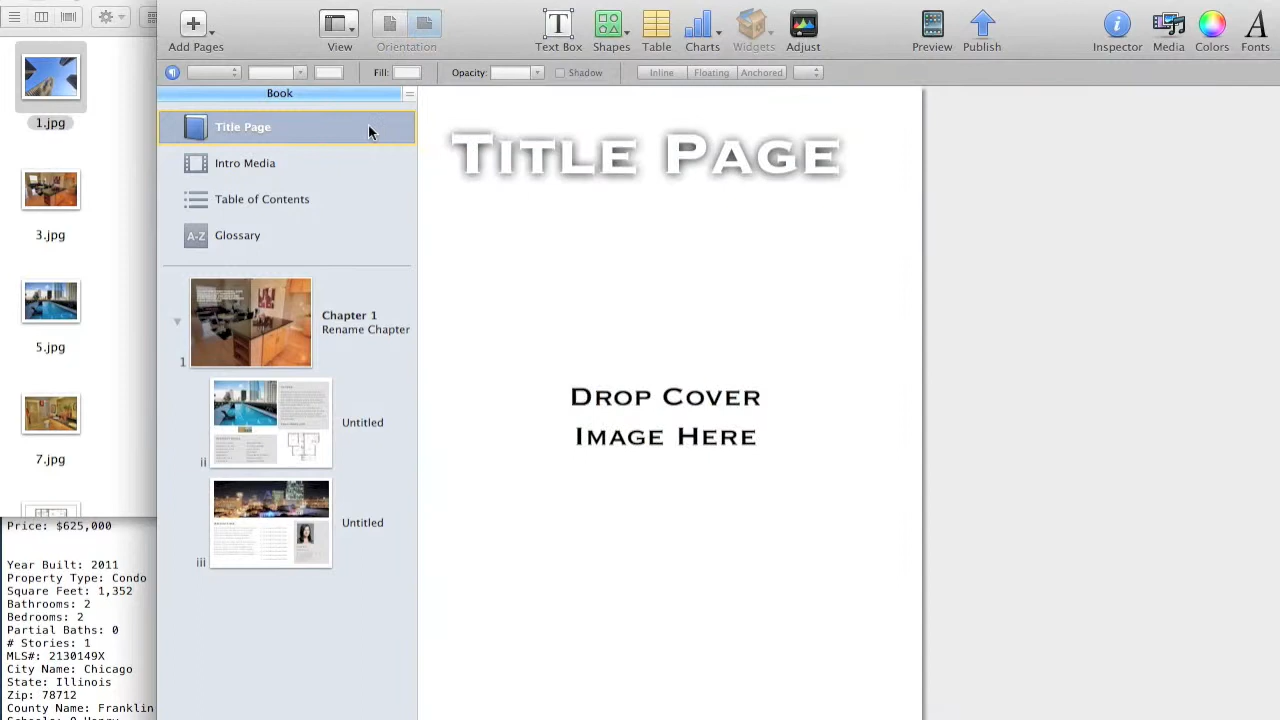 Add Pages
View
Orientation
Text Box
Shapes
Table
Charts
Widgets
Adjust
Preview
Publish
Inspector
Media
Colors
Fonts
Fill:
Opacity:
Shadow
Inline
Floating
Anchored
Book
Title Page
Intro Media
Table of Contents
A-Z
Glossary
Chapter 1
Rename Chapter
1
Untitled
ii
Untitled
iii
1.jpg
3.jpg
5.jpg
7.jpg
Price: $625,000
Year Built: 2011
Property Type: Condo
Square Feet: 1,352
Bathrooms: 2
Bedrooms: 2
Partial Baths: 0
# Stories: 1
MLS#: 2130149X
City Name: Chicago
State: Illinois
Zip: 78712
County Name: Franklin
Title Page
Drop Cover
Image Here